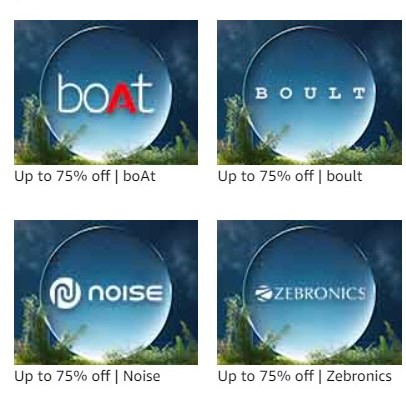 boAt
BOULT
Up to 75% off | boAt
Up to 75% off | boult
noise
ZEBRONICS
Up to 75% off | Noise
Up to 75% off | Zebronics